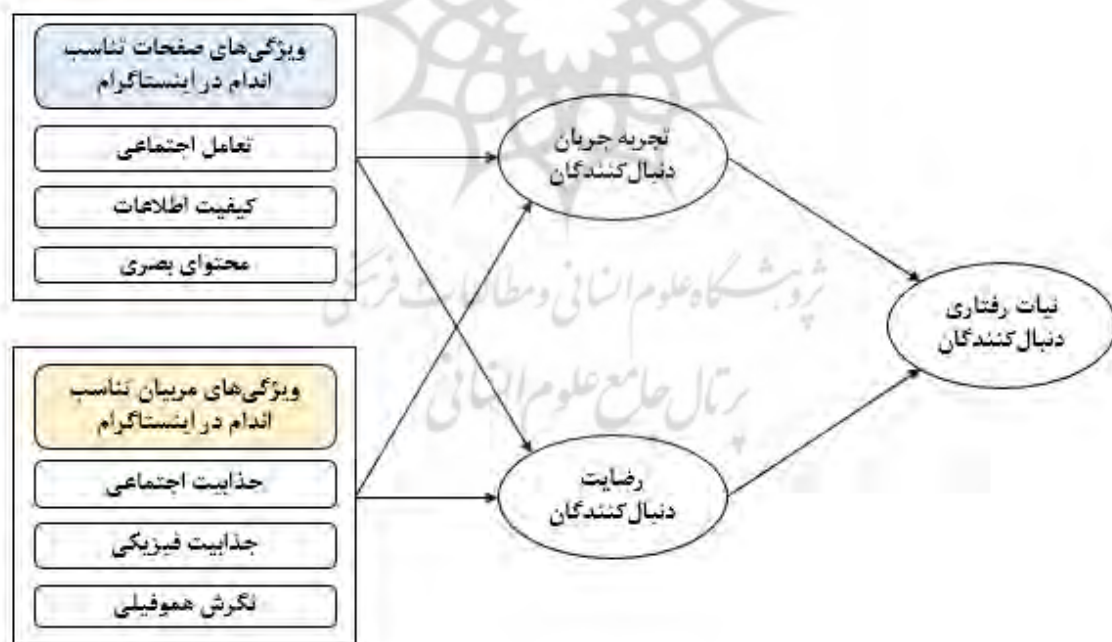 ویژگی‌های صفحات تناسب
اندام در اینستاگرام
تعامل اجتماعی
کیفیت اطلاعات
محتوای بصری
ویژگی‌های مربیان تناسب
اندام در اینستاگرام
جذابیت اجتماعی
جذابیت فیزیکی
نگرش هموفیلی
تجربه جریان
دنبال‌کنندگان
رضایت
دنبال‌کنندگان
نیات رفتاری
دنبال‌کنندگان
پژوهشگاه علوم انسانی و مطالعات فرهنگی
پرتال جامع علوم انسانی